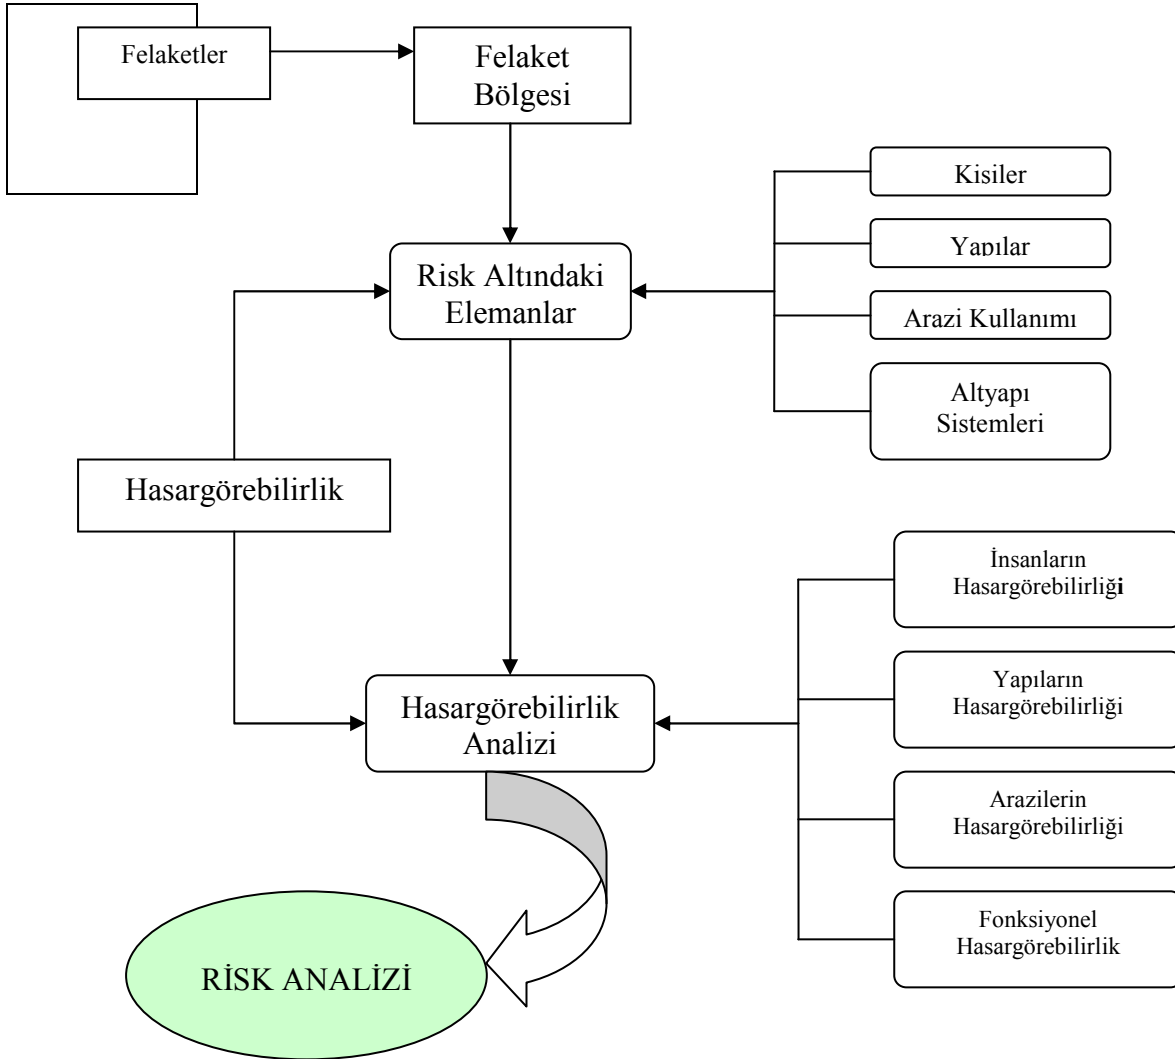 Felaketler
Felaket
Bölgesi
Kisiler
Yapılar
Arazi Kullanımı
Altyapı
Sistemleri
Risk Altındaki
Elemanlar
Hasargörebilirlik
İnsanların
Hasargörebilirliği
Yapıların
Hasargörebilirliği
Arazilerin
Hasargörebilirliği
Fonksiyonel
Hasargörebilirlik
Hasargörebilirlik
Analizi
RİSK ANALİZİ